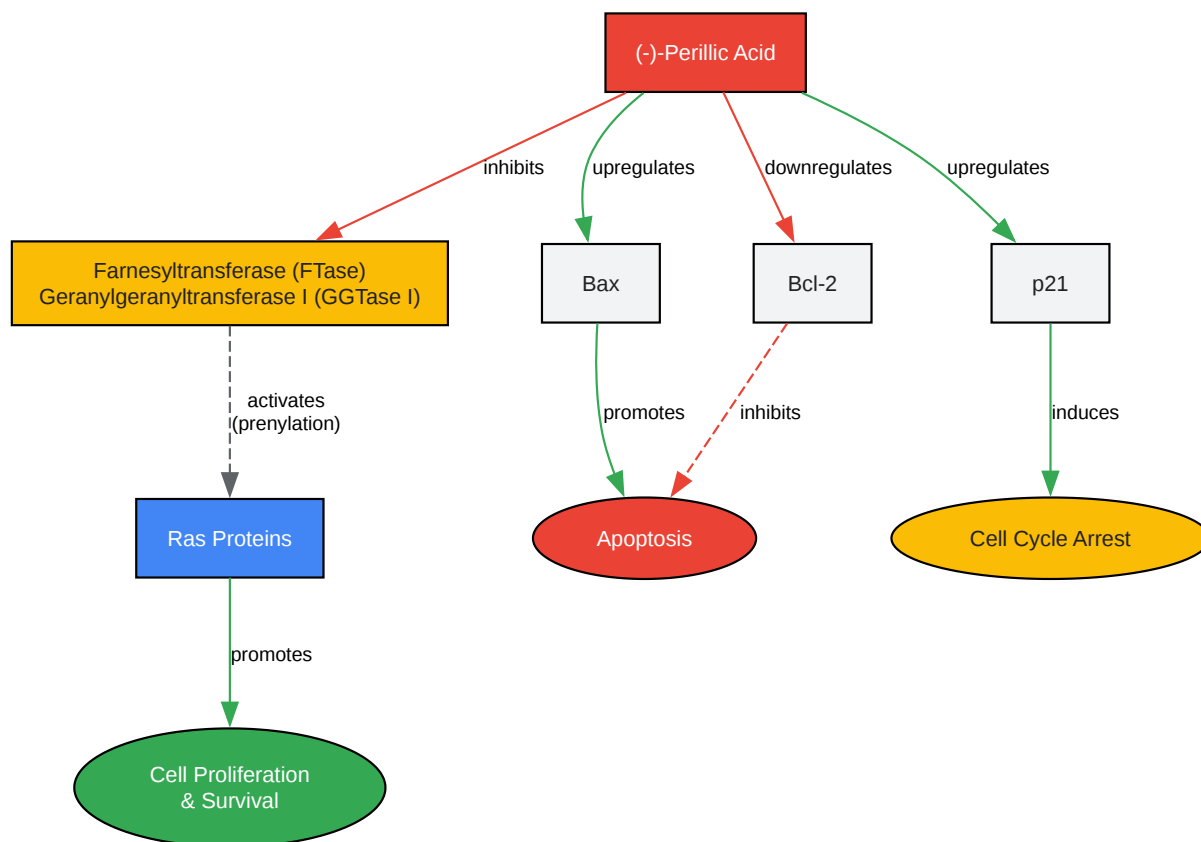 (-)-Perillic Acid
inhibits
upregulates
downregulates
upregulates
Farnesyltransferase (FTase)
Geranylgeranyltransferase I (GGTase I)
Bax
Bcl-2
p21
activates
(prenylation)
promotes
inhibits
induces
Ras Proteins
Apoptosis
Cell Cycle Arrest
promotes
Cell Proliferation
& Survival